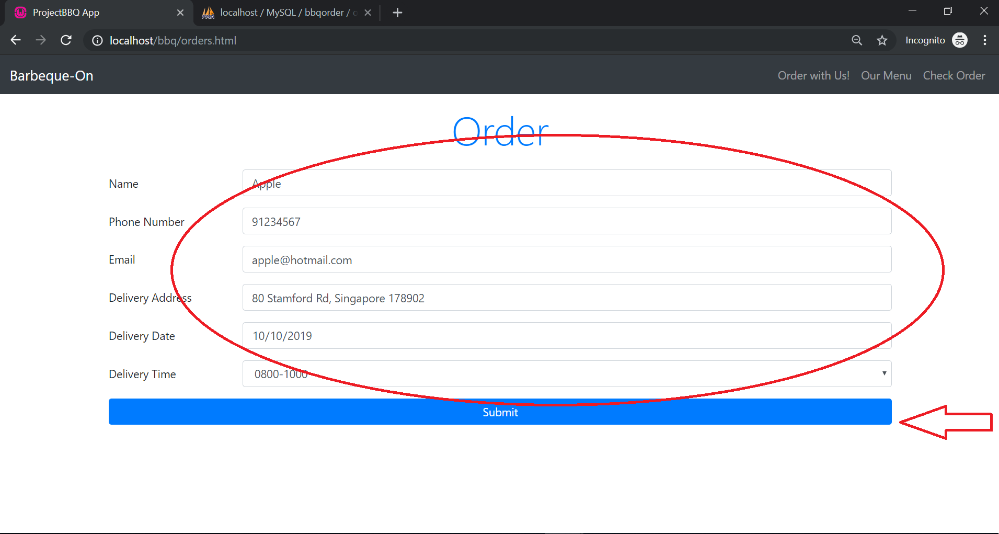 ProjectBBQ App
localhost / MySQL / bbqorder /
localhost/bbq/orders.html
Incognito
Barbeque-On
Order with Us!
Our Menu
Check Order
Order
Name
Apple
Phone Number
91234567
Email
apple@hotmail.com
Delivery Address
80 Stamford Rd, Singapore 178902
Delivery Date
10/10/2019
Delivery Time
0800-1000
Submit